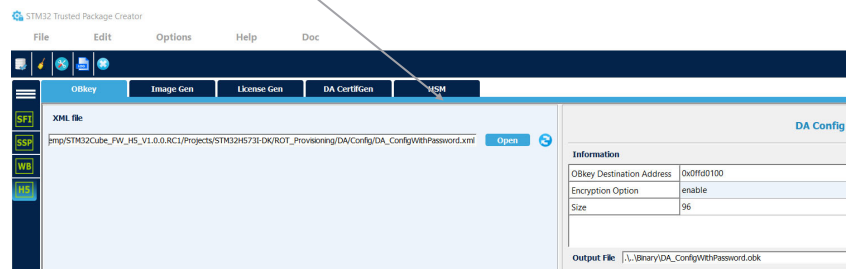 STM32 Trusted Package Creator
File Edit Options Help Doc
OBkey Image Gen License Gen DA CertifGen HSM
SFI
SSP
WB
H5
XML file
emp/STM32Cube_FW_H5_V1.0.0.RC1/Projects/STM32H573I-DK/ROT_Provisioning/DA/Config/DA_ConfigWithPassword.xml Open
DA Config
Information
OBkey Destination Address 0x0ffd0100
Encryption Option enable
Size 96
Output File .\..\Binary\DA_ConfigWithPassword.obk